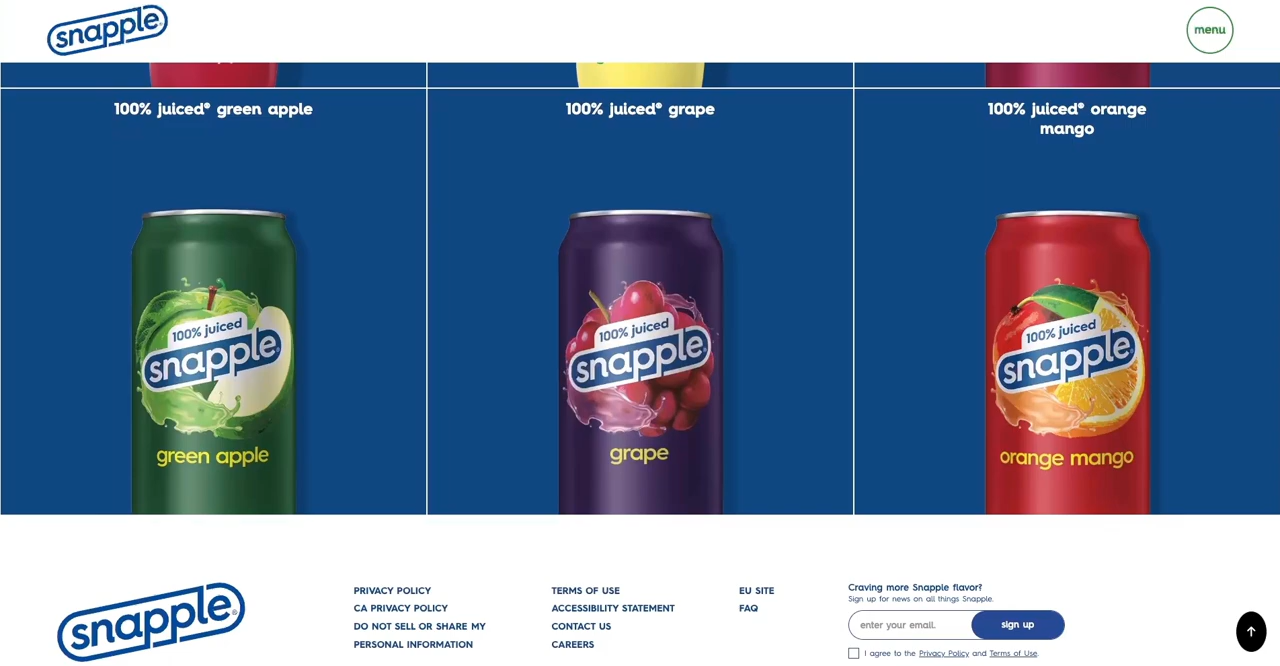 snapple
menu
100% juiced® green apple
100% juiced® grape
100% juiced® orange
mango
100% juiced
snapple
green apple
100% juiced
snapple
grape
100% juiced
snapple
orange mango
snapple®
PRIVACY POLICY
CA PRIVACY POLICY
DO NOT SELL OR SHARE MY
PERSONAL INFORMATION
TERMS OF USE
ACCESSIBILITY STATEMENT
CONTACT US
CAREERS
EU SITE
FAQ
Craving more Snapple flavor?
Sign up for news on all things Snapple.
enter your email.
sign up
I agree to the Privacy Policy and Terms of Use.